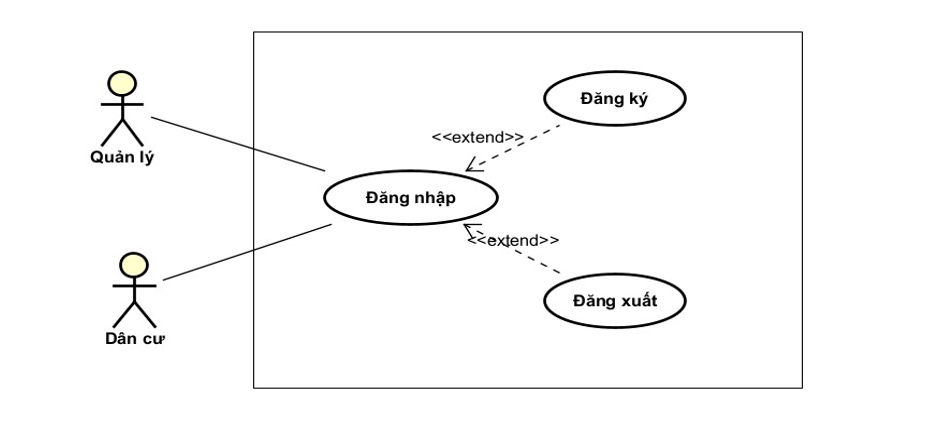 Đăng ký
<<extend>>
Quản lý
Đăng nhập
<<extend>>
Đăng xuất
Dân cư